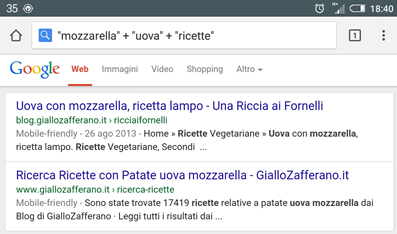 35 18:40
"mozzarella" + "uova" + "ricette" 1
Google Web Immagini Video Shopping Altro
Uova con mozzarella, ricetta lampo - Una Riccia ai Fornelli
blog.giallozafferano.it › ricciaifornelli
Mobile-friendly - 26 ago 2013 - Home » Ricette Vegetariane » Uova con mozzarella,
ricetta lampo. Ricette Vegetariane, Secondi ...
Ricerca Ricette con Patate uova mozzarella - GialloZafferano.it
www.giallozafferano.it › ricerca-ricette
Mobile-friendly - Sono state trovate 17419 ricette relative a patate uova mozzarella dai
Blog di GialloZafferano · Leggi tutti i risultati dai ...